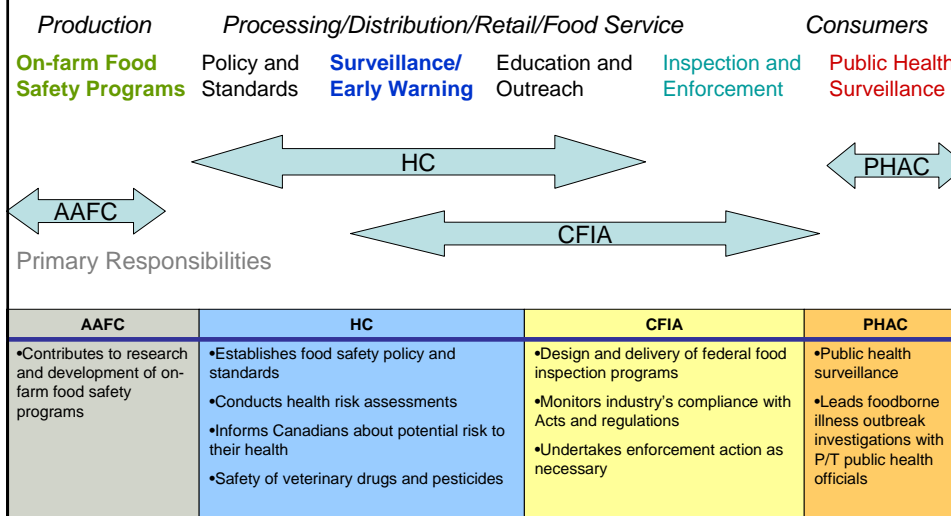 Production Processing/Distribution/Retail/Food Service Consumers
On-farm Food
Safety Programs
Policy and
Standards
Surveillance/
Early Warning
Education and
Outreach
Inspection and
Enforcement
Public Health
Surveillance
HC
PHAC
AAFC
CFIA
Primary Responsibilities
AAFC
•Contributes to research
and development of on-
farm food safety
programs
HC
•Establishes food safety policy and
standards
•Conducts health risk assessments
•Informs Canadians about potential risk to
their health
•Safety of veterinary drugs and pesticides
CFIA
•Design and delivery of federal food
inspection programs
•Monitors industry's compliance with
Acts and regulations
•Undertakes enforcement action as
necessary
PHAC
•Public health
surveillance
•Leads foodborne
illness outbreak
investigations with
P/T public health
officials